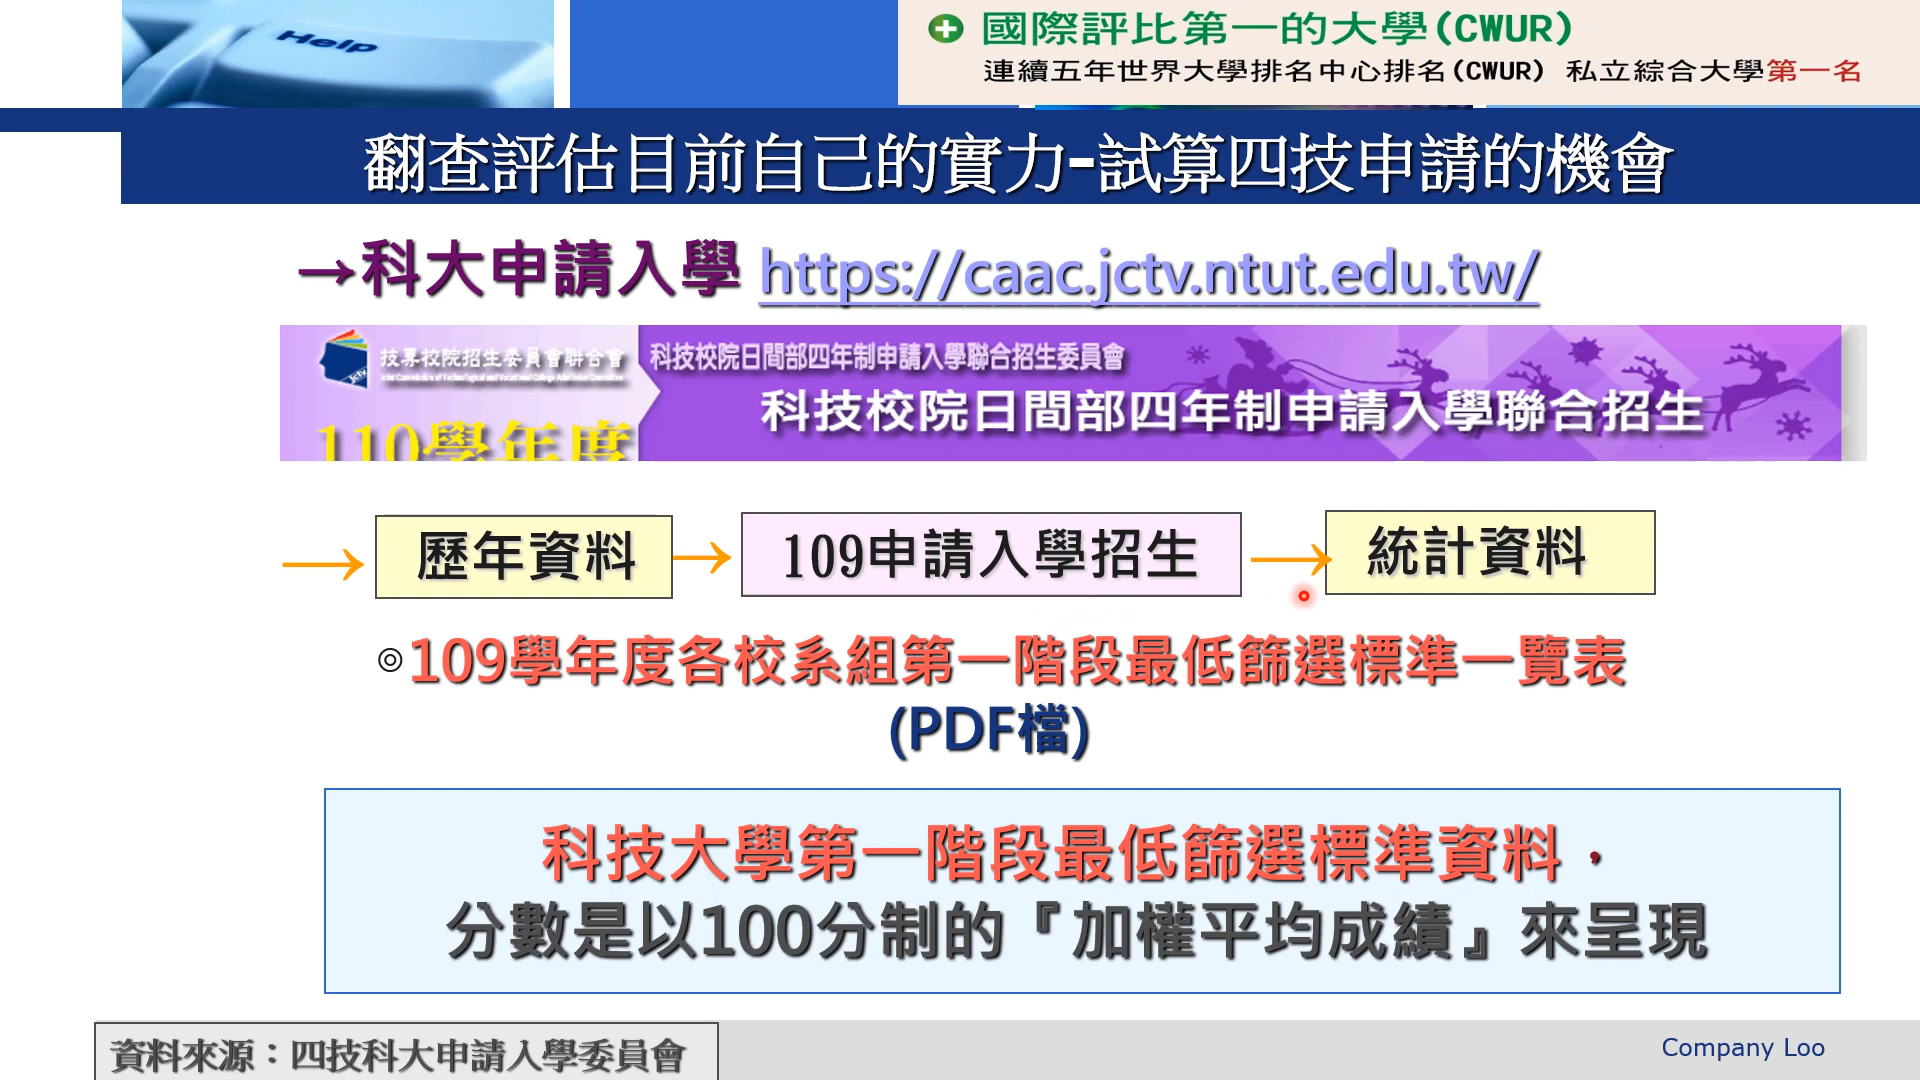 Help
國際評比第一的大學(CWUR)
連續五年世界大學排名中心排名(CWUR) 私立綜合大學第一名
翻查評估目前自己的實力-試算四技申請的機會
→科大申請入學 https://caac.jctv.ntut.edu.tw/
技專校院招生委員會聯合會
科技校院日間部四年制申請入學聯合招生委員會
科技校院日間部四年制申請入學聯合招生
110學年度
→ 歷年資料 → 109申請入學招生 → 統計資料
◎109學年度各校系組第一階段最低篩選標準一覽表
(PDF檔)
科技大學第一階段最低篩選標準資料，
分數是以100分制的『加權平均成績』來呈現
資料來源：四技科大申請入學委員會
Company Loo